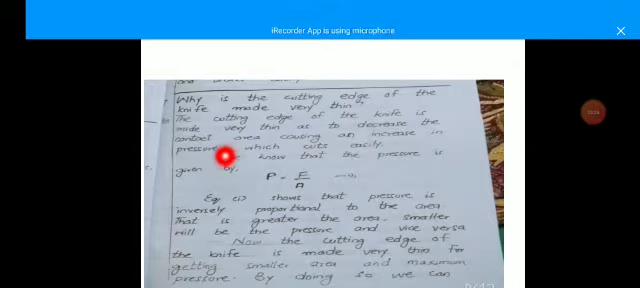 iRecorder App is using microphone
Why is the cutting edge of the
knife made very thin
The cutting edge of the knife is
made very thin as to decrease the
contact area causing an increase in
pressure which cuts easily.
know that the pressure is
given by,
P = F/A
Eq (i) shows that pressure is
inversely proportional to the area.
That is greater the area, smaller
will be the pressure and vice versa
Now the cutting edge of
the knife is made very thin for
getting smaller area and maximum
pressure. By doing so we can